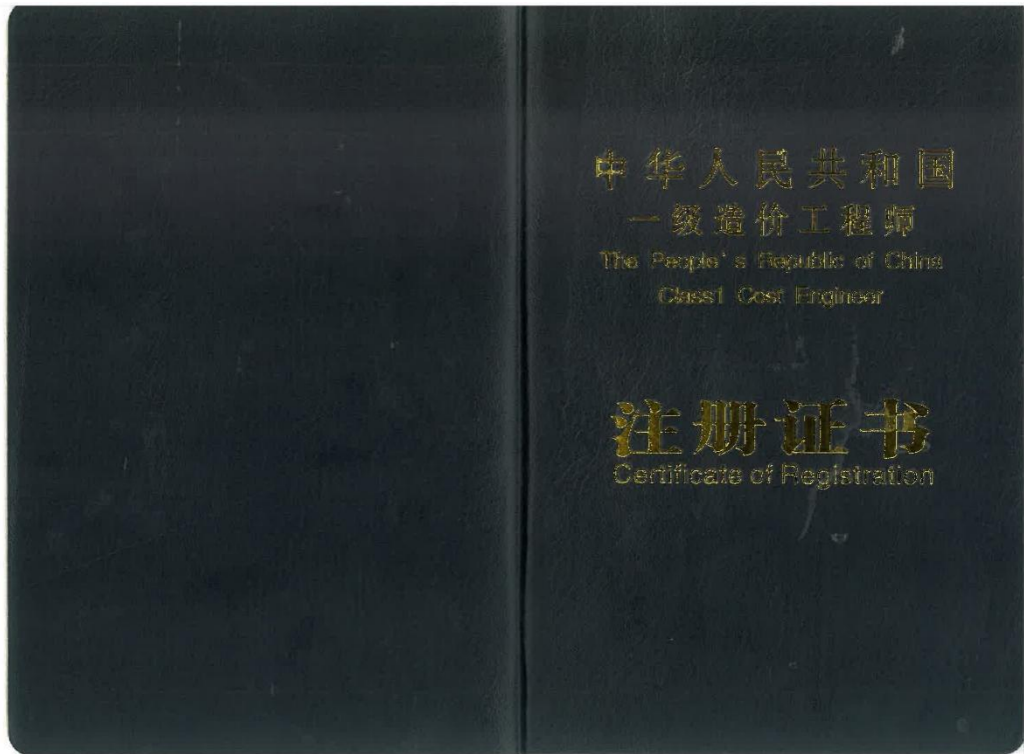 中华人民共和国
一级造价工程师
The People's Republic of China
Class1 Cost Engineer
注册证书
Certificate of Registration